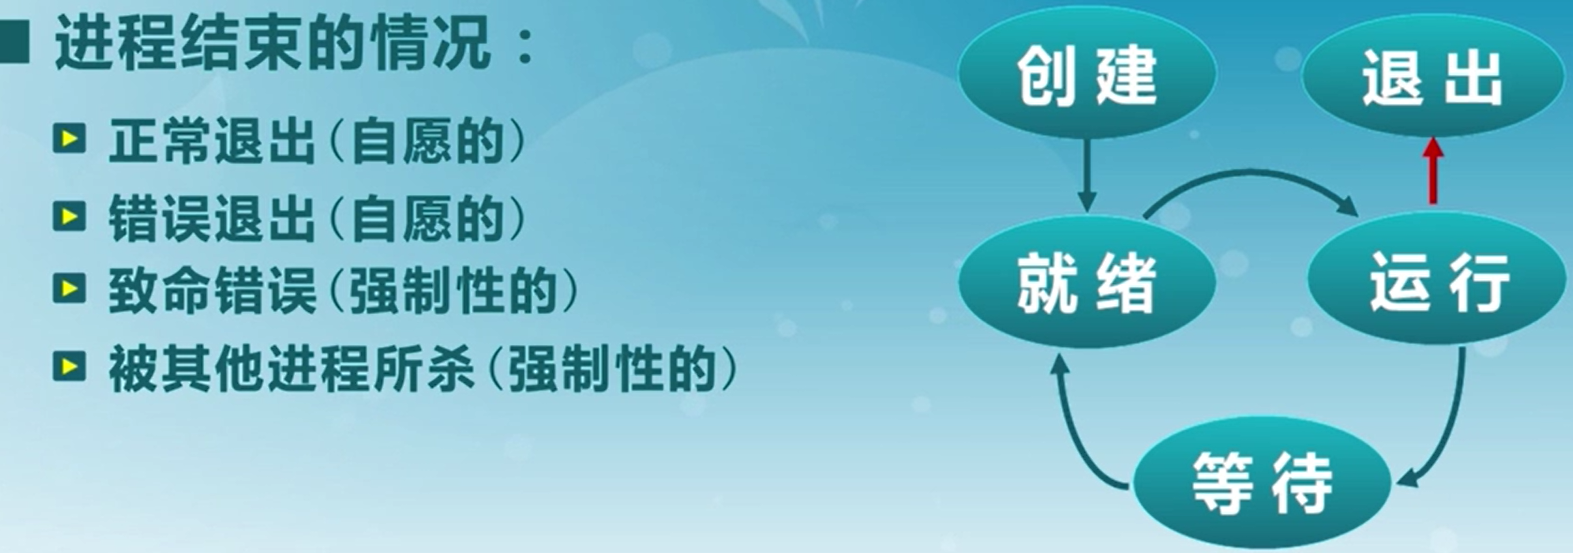 进程结束的情况：
正常退出(自愿的)
错误退出(自愿的)
致命错误(强制性的)
被其他进程所杀(强制性的)
创建
退出
就绪
运行
等待